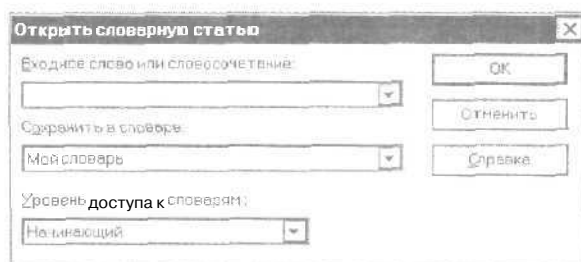 Открыть словарную статью
Входное слово или словосочетание:
OK
Отменить
Сохранить в словаре:
Мой словарь
Справка
Уровень доступа к словарям:
Начинающий